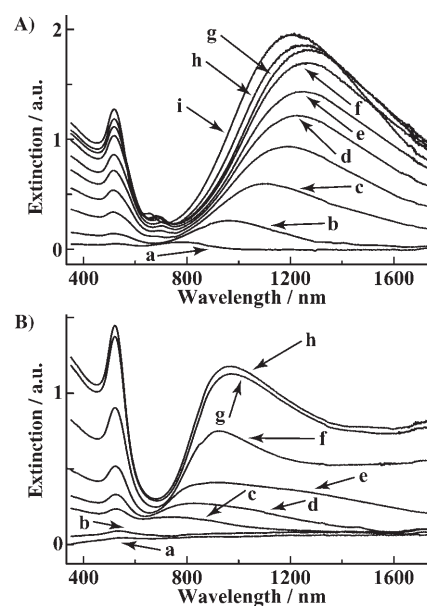 A)
2
g
h
i
f
e
d
c
b
a
1
0
Extinction / a.u.
400 800 1200 1600
Wavelength / nm
B)
h
g
f
e
d
c
b
a
1
0
Extinction / a.u.
400 800 1200 1600
Wavelength / nm